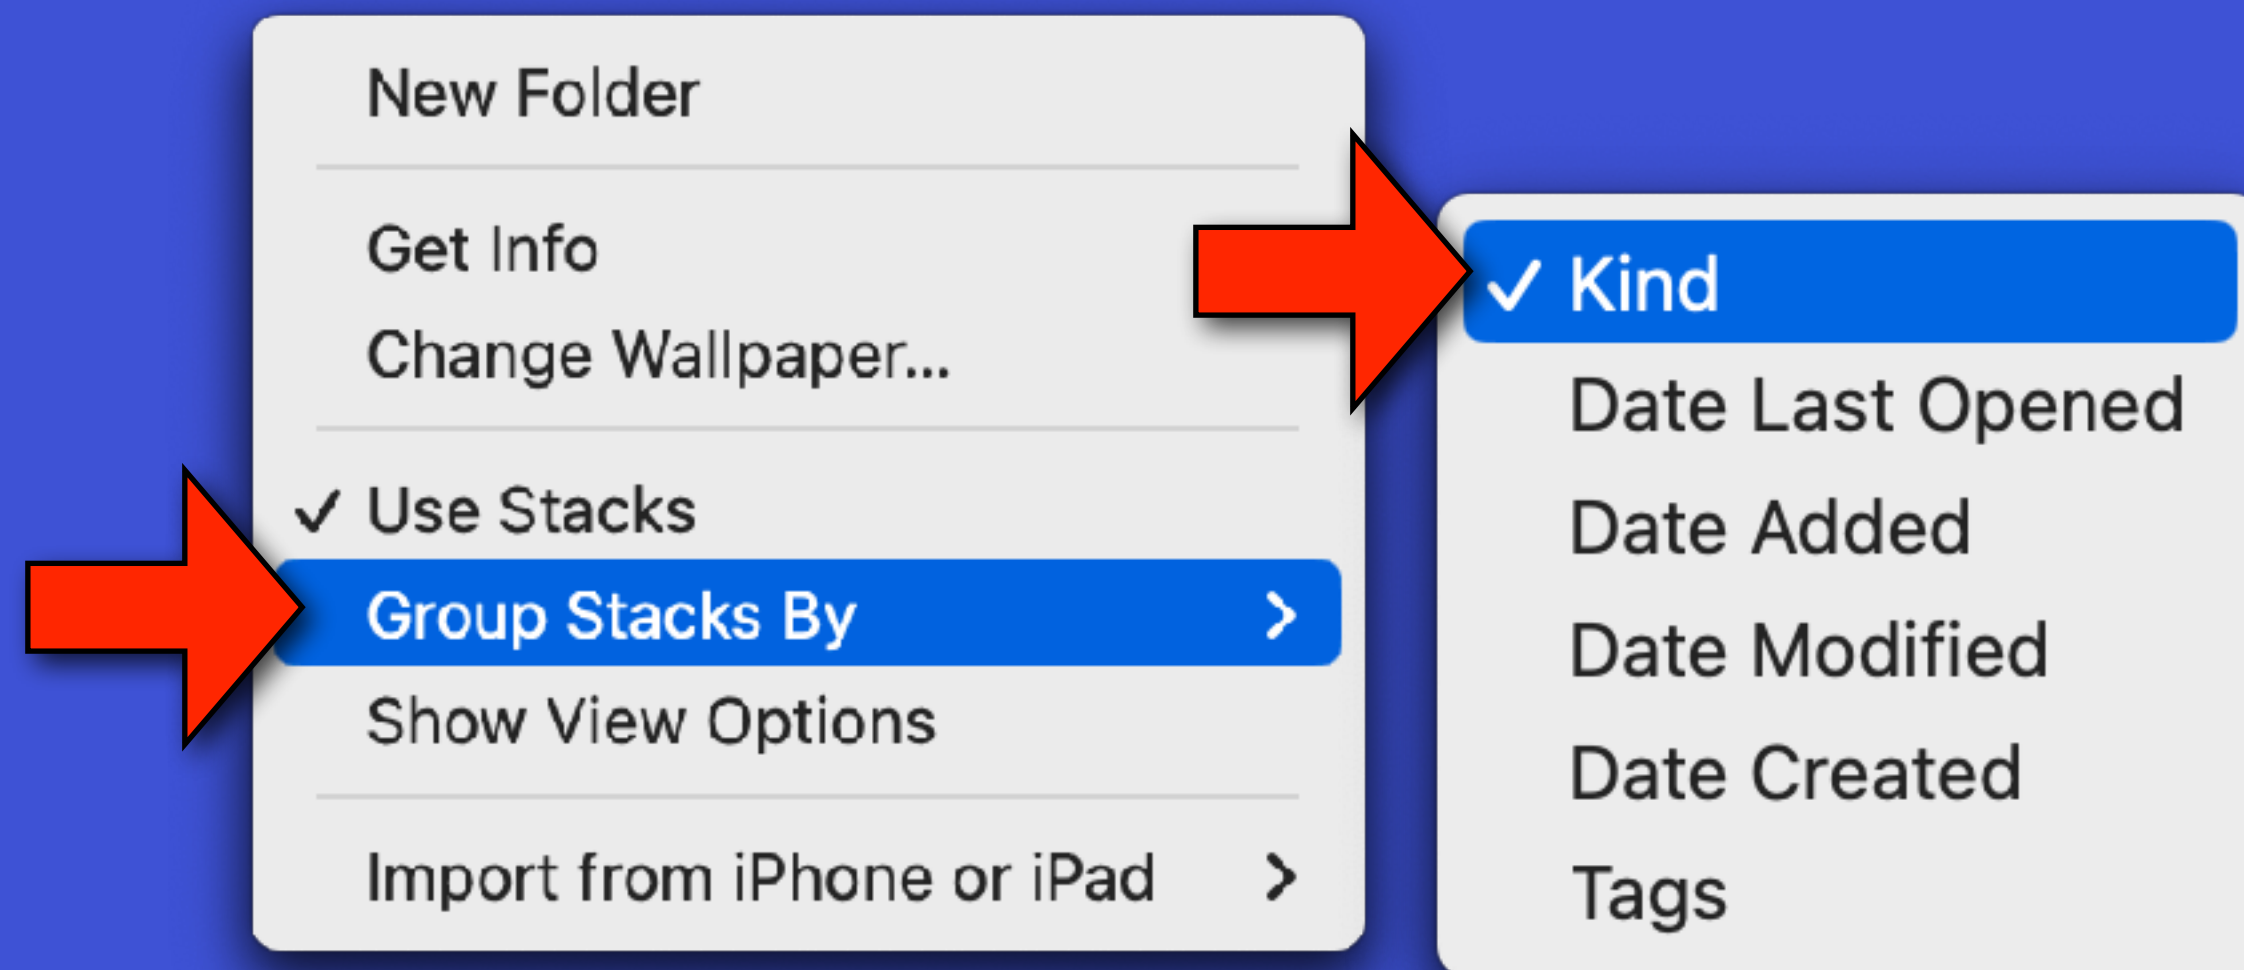 New Folder
Get Info
Change Wallpaper...
✓ Use Stacks
Group Stacks By >
Show View Options
Import from iPhone or iPad >
✓ Kind
Date Last Opened
Date Added
Date Modified
Date Created
Tags